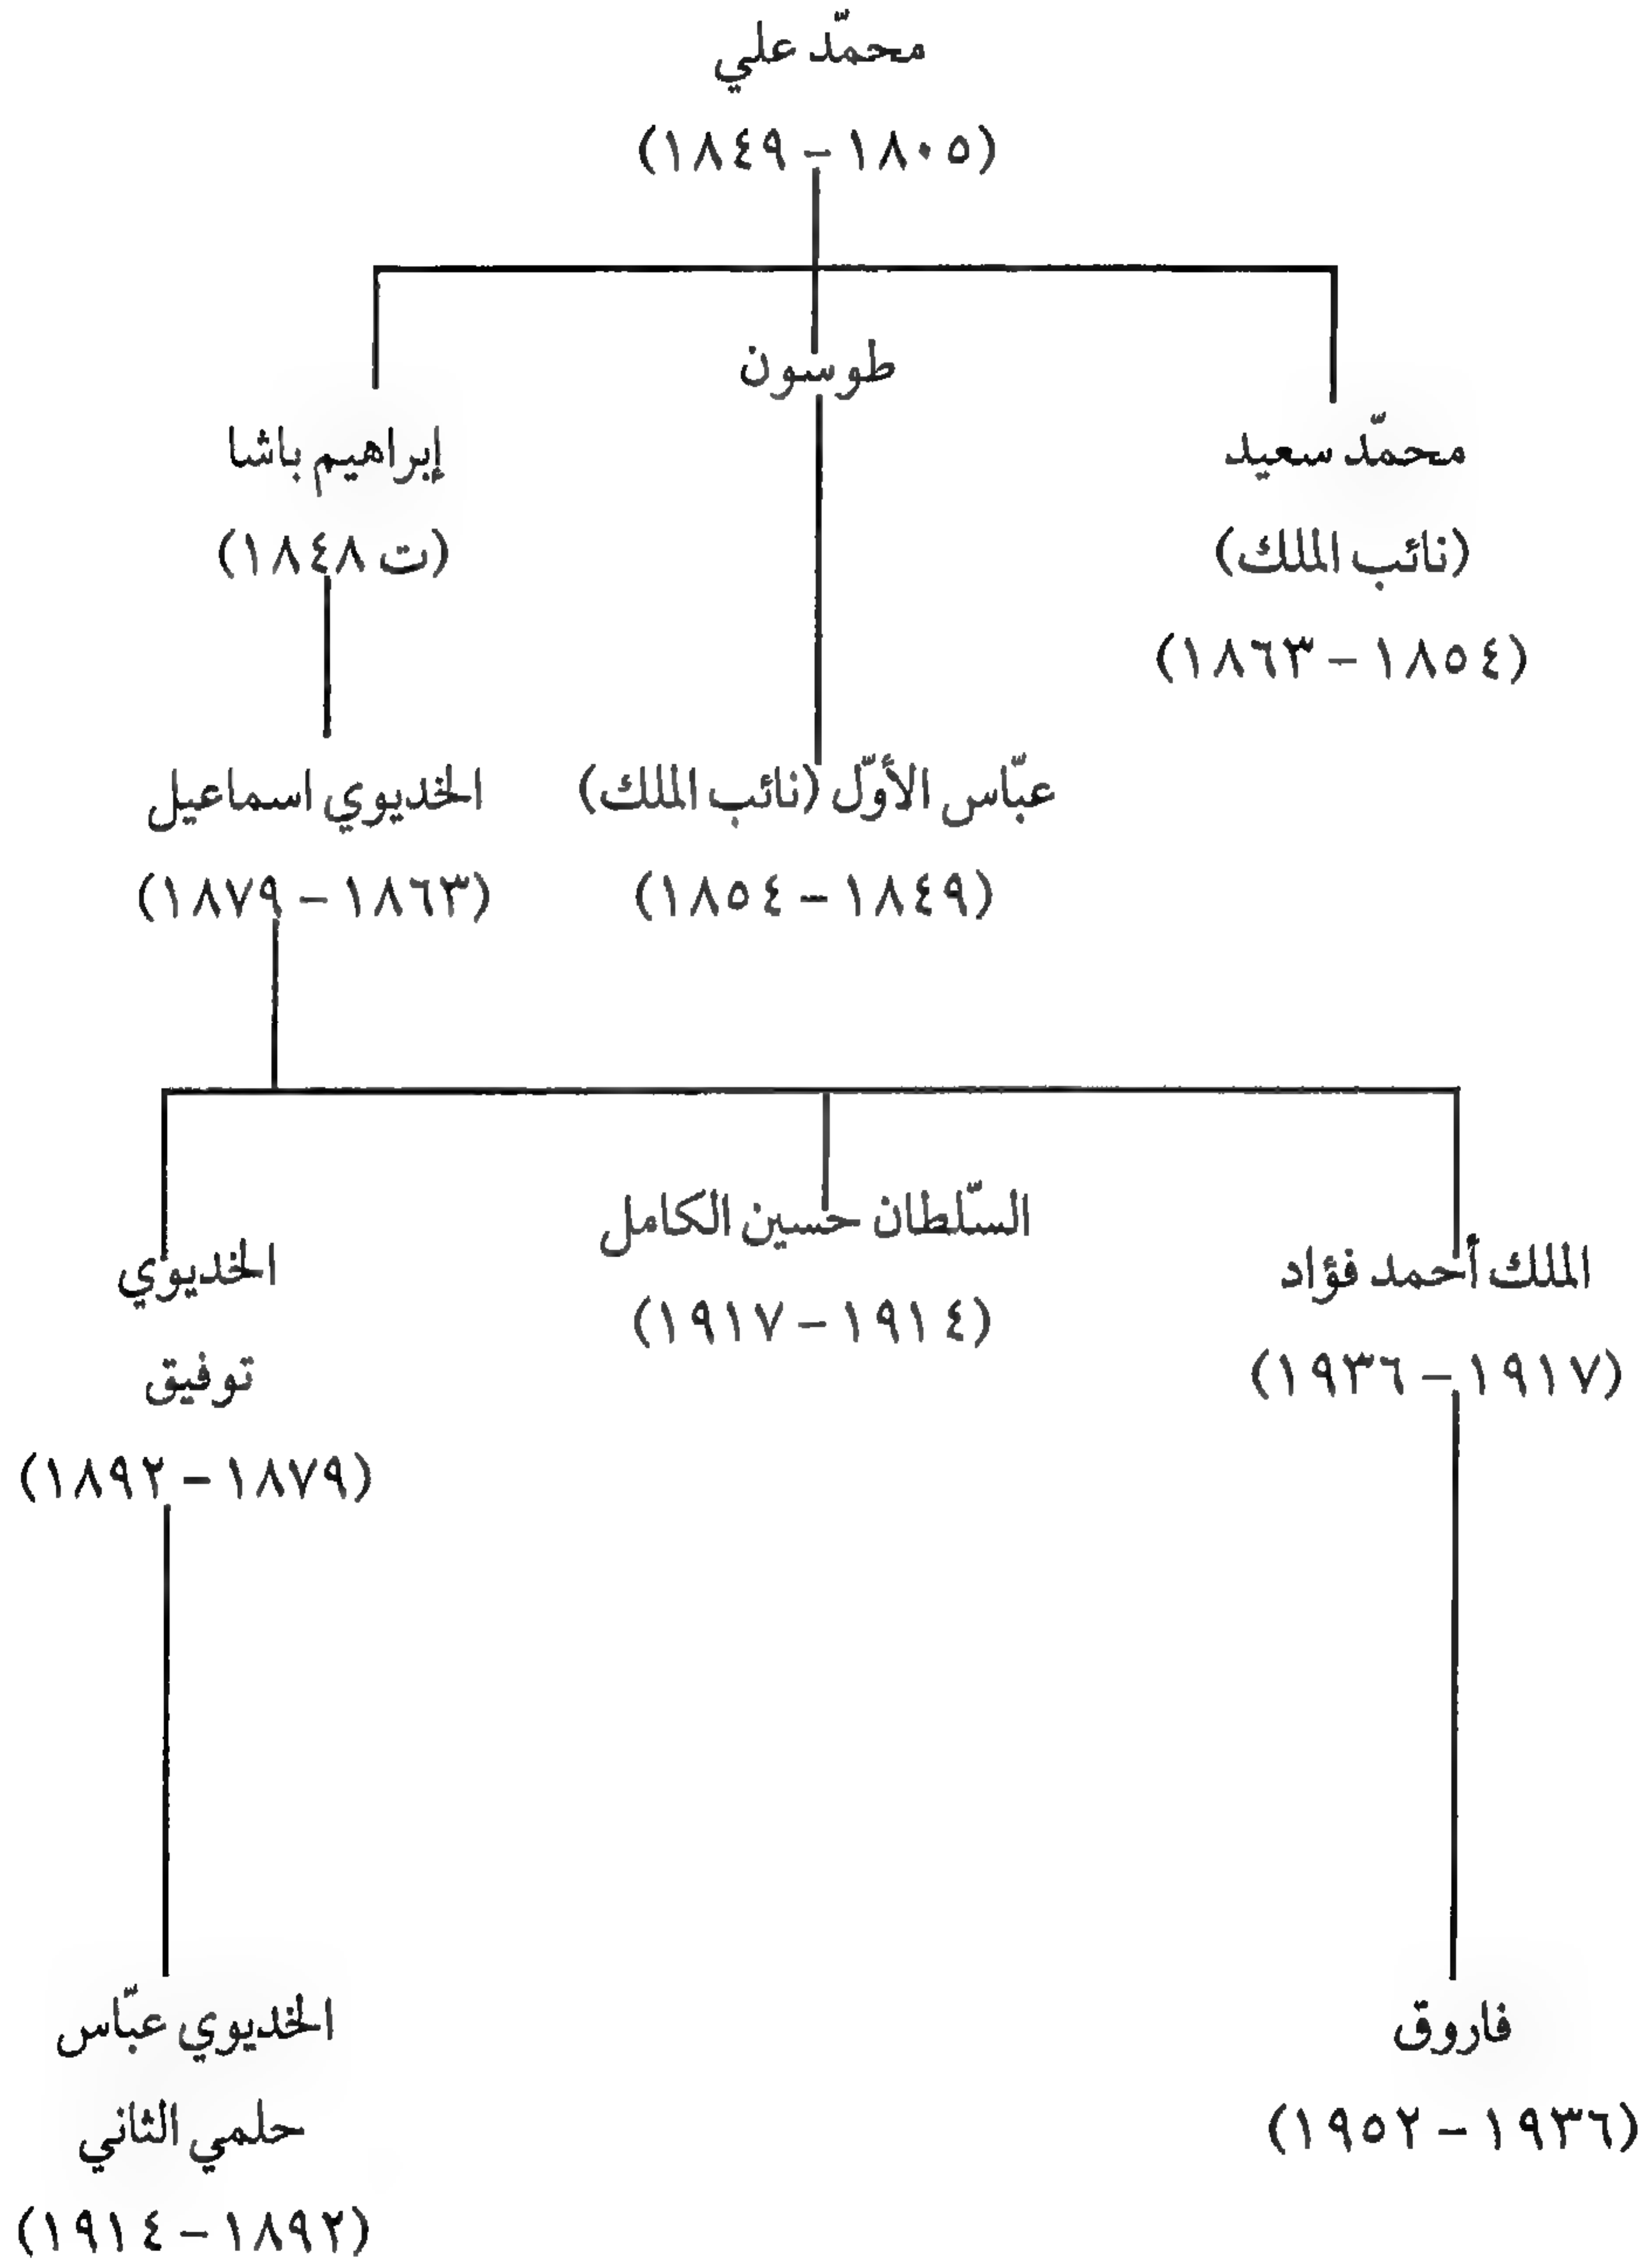 محمّد علي
(١٨٠٥ – ١٨٤٩)
طوسون
محمّد سعيد
إبراهيم باشا
(نائب الملك)
(ت ١٨٤٨)
(١٨٥٤ – ١٨٦٣)
عبّاس الأوّل (نائب الملك)
الخديوي اسماعيل
(١٨٤٩ – ١٨٥٤)
(١٨٦٣ – ١٨٧٩)
السّلطان حسين الكامل
الملك أحمد فؤاد
الخديوي
(١٩١٤ – ١٩١٧)
(١٩١٧ – ١٩٣٦)
توفيق
(١٨٧٩ – ١٨٩٢)
فاروق
الخديوي عبّاس
(١٩٣٦ – ١٩٥٢)
حلمي الثاني
(١٨٩٢ – ١٩١٤)